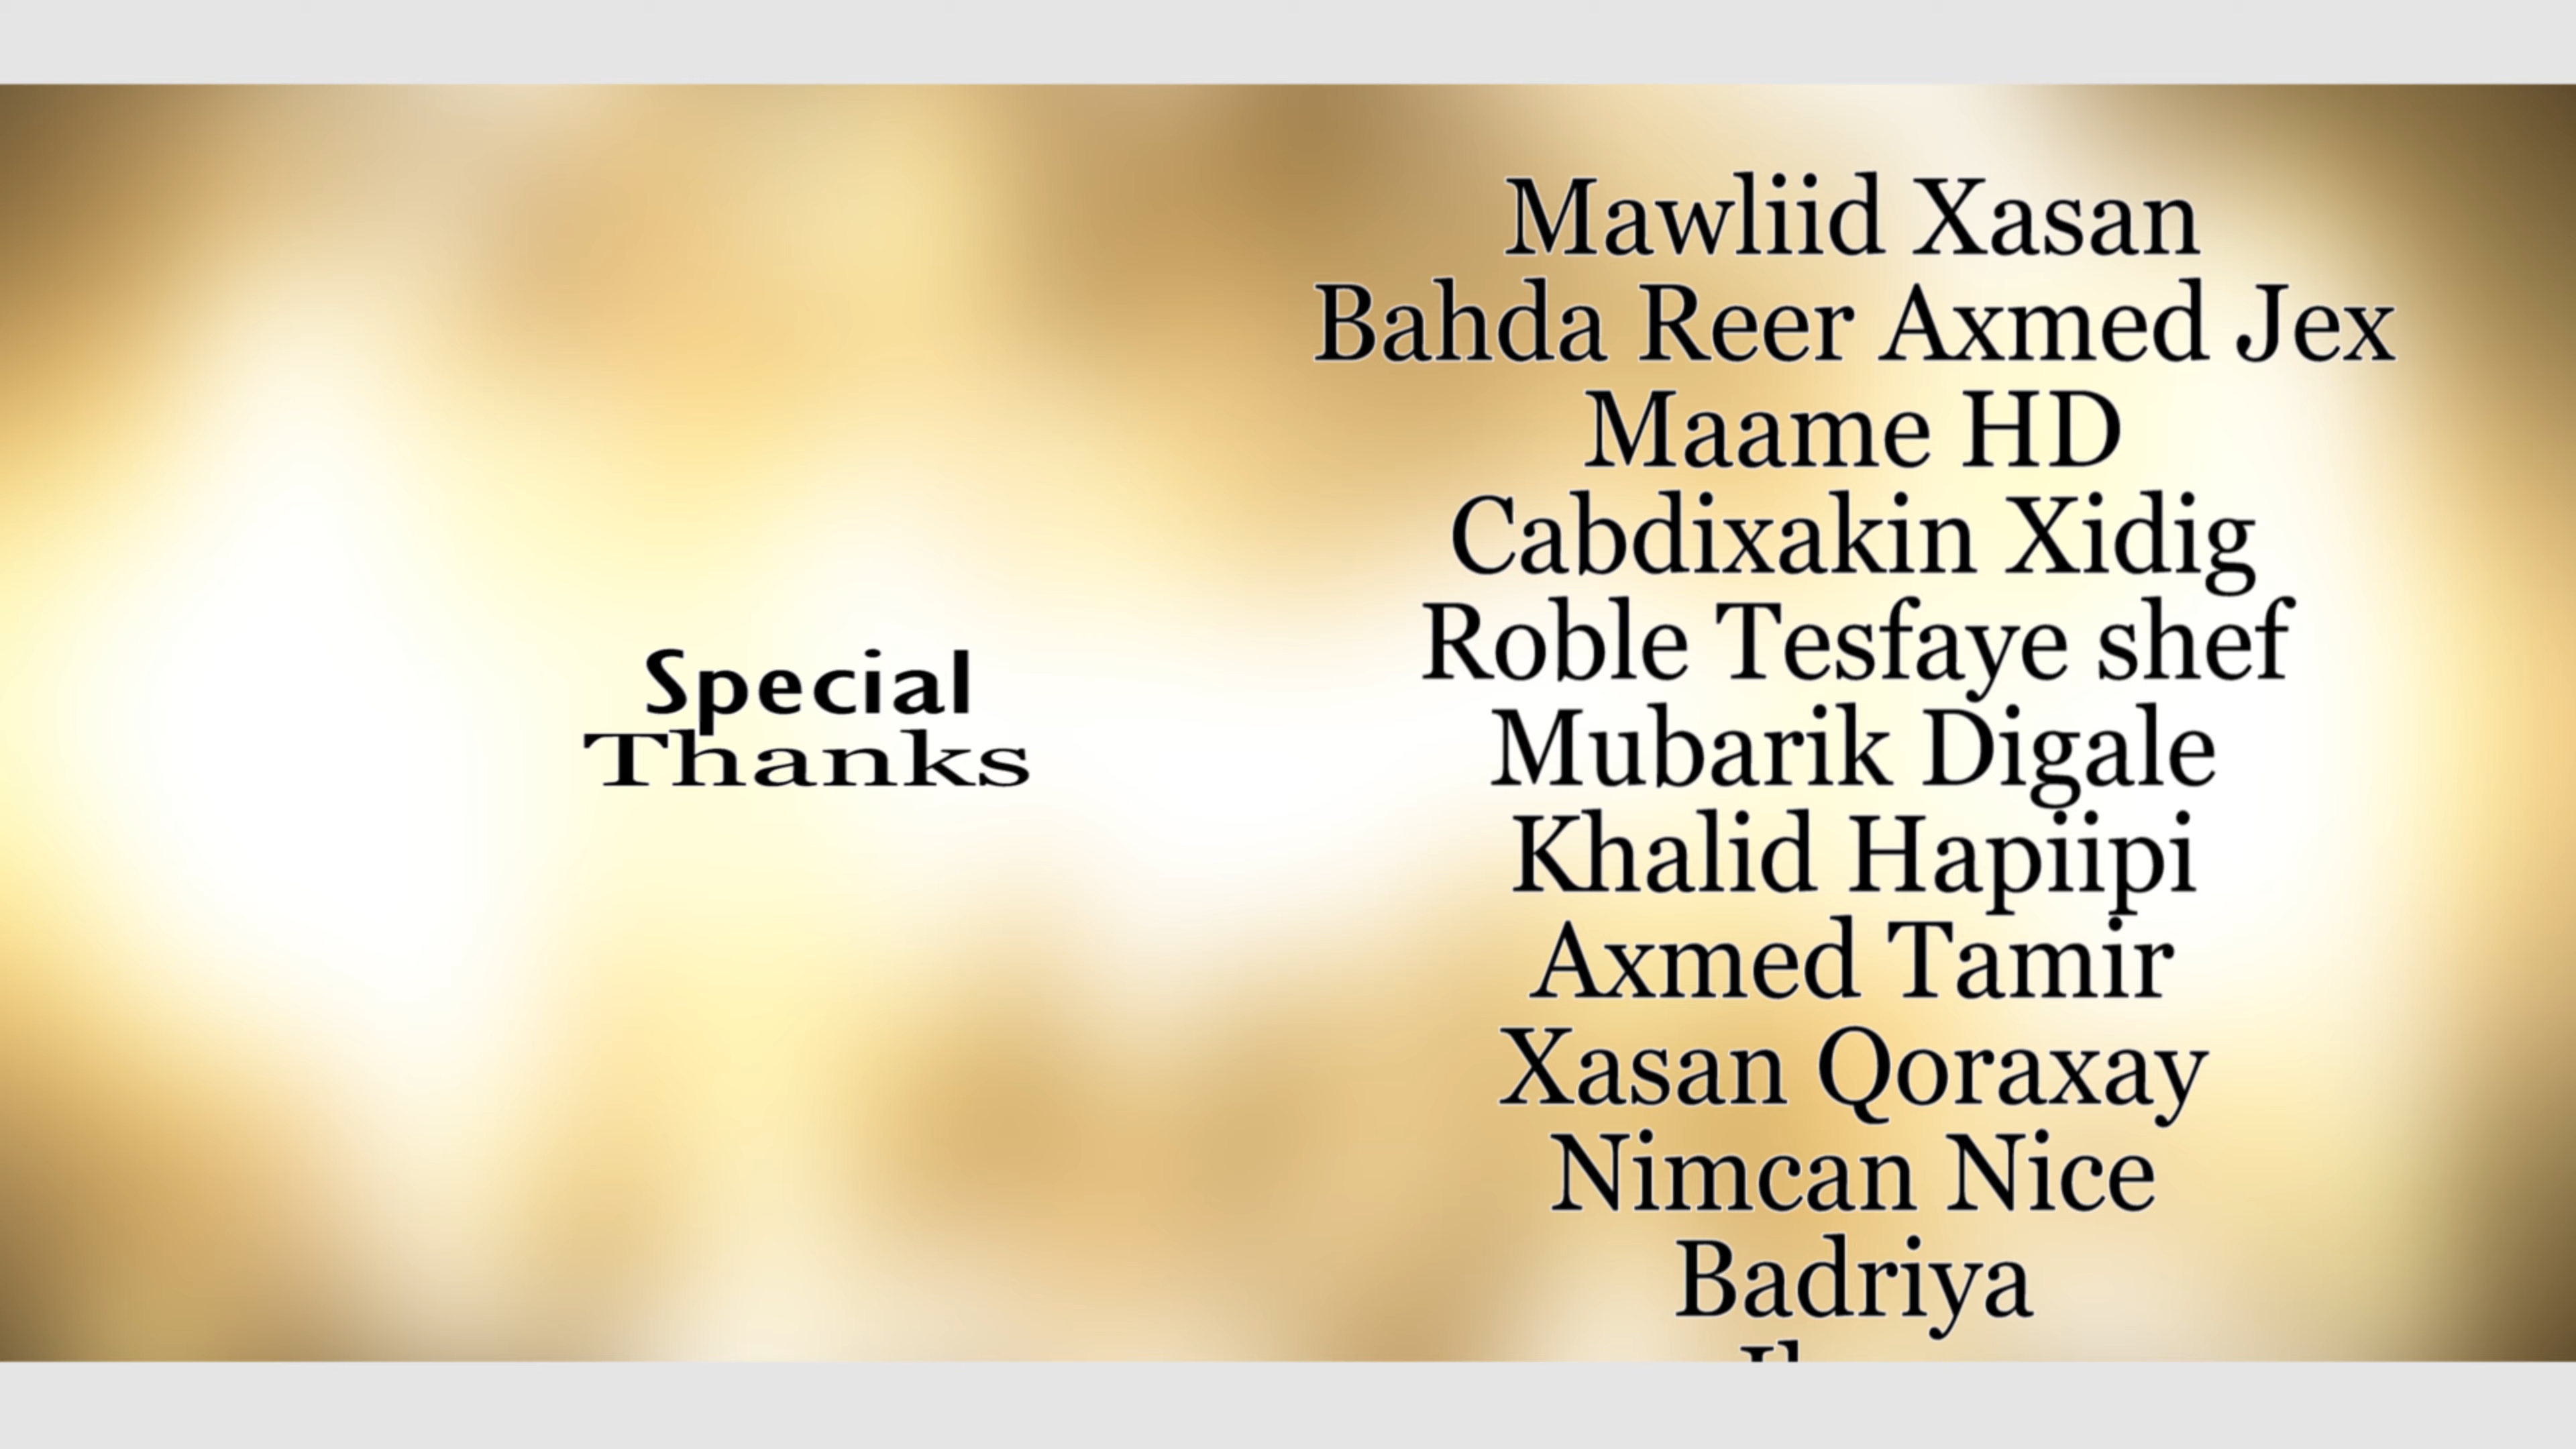 Special
Thanks
Mawliid Xasan
Bahda Reer Axmed Jex
Maame HD
Cabdixakin Xidig
Roble Tesfaye shef
Mubarik Digale
Khalid Hapiipi
Axmed Tamir
Xasan Qoraxay
Nimcan Nice
Badriya